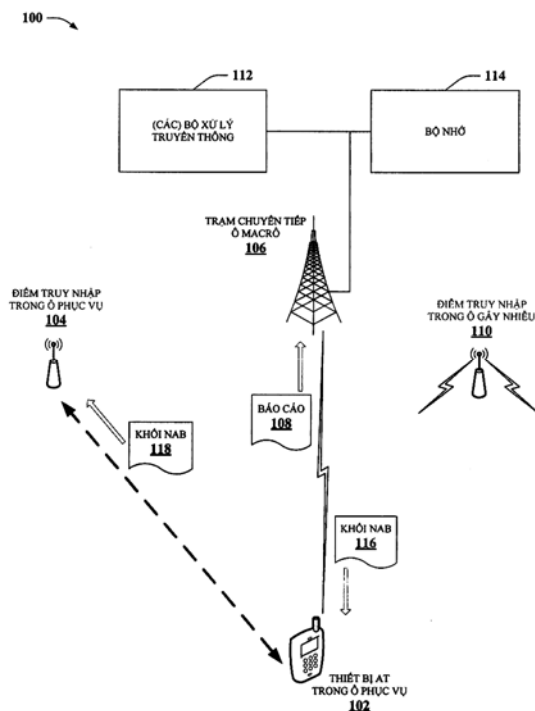 100
112
114
(CÁC) BỘ XỬ LÝ
TRUYỀN THÔNG
BỘ NHỚ
TRẠM CHUYỂN TIẾP
Ô MACRÔ
106
ĐIỂM TRUY NHẬP
TRONG Ô PHỤC VỤ
104
ĐIỂM TRUY NHẬP
TRONG Ô GÂY NHIỄU
110
BÁO CÁO
108
KHỐI NAB
118
KHỐI NAB
116
THIẾT BỊ AT
TRONG Ô PHỤC VỤ
102